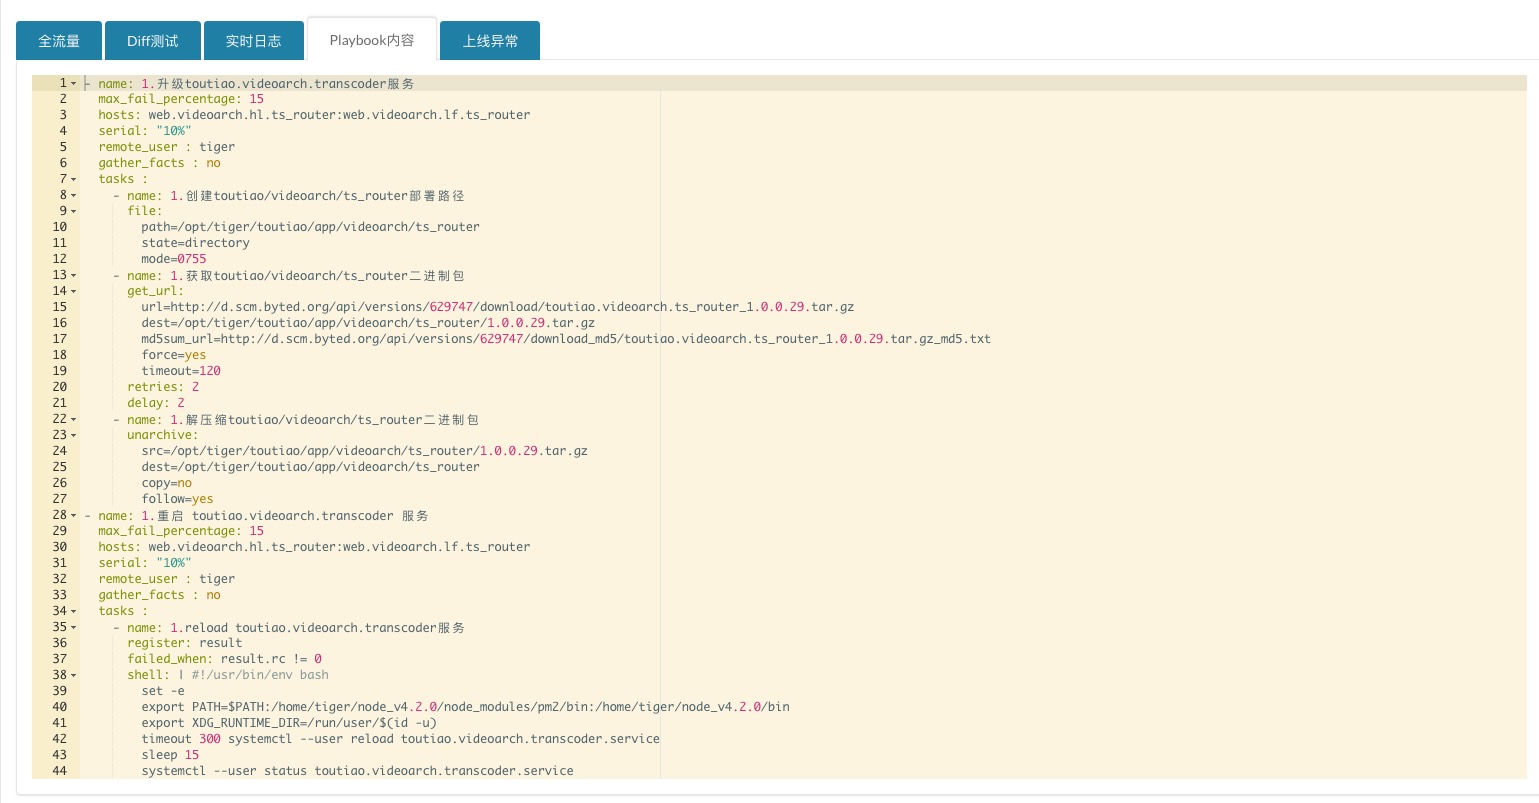 全流量 Diff测试 实时日志 Playbook内容 上线异常
1 - name: 1.升级toutiao.videoarch.transcoder服务
2 max_fail_percentage: 15
3 hosts: web.videoarch.hl.ts_router:web.videoarch.lf.ts_router
4 serial: "10%"
5 remote_user : tiger
6 gather_facts : no
7 tasks :
8 - name: 1.创建toutiao/videoarch/ts_router部署路径
9 file:
10 path=/opt/tiger/toutiao/app/videoarch/ts_router
11 state=directory
12 mode=0755
13 - name: 1.获取toutiao/videoarch/ts_router二进制包
14 get_url:
15 url=http://d.scm.byted.org/api/versions/629747/download/toutiao.videoarch.ts_router_1.0.0.29.tar.gz
16 dest=/opt/tiger/toutiao/app/videoarch/ts_router/1.0.0.29.tar.gz
17 md5sum_url=http://d.scm.byted.org/api/versions/629747/download_md5/toutiao.videoarch.ts_router_1.0.0.29.tar.gz_md5.txt
18 force=yes
19 timeout=120
20 retries: 2
21 delay: 2
22 - name: 1.解压缩toutiao/videoarch/ts_router二进制包
23 unarchive:
24 src=/opt/tiger/toutiao/app/videoarch/ts_router/1.0.0.29.tar.gz
25 dest=/opt/tiger/toutiao/app/videoarch/ts_router
26 copy=no
27 follow=yes
28 - name: 1.重启 toutiao.videoarch.transcoder 服务
29 max_fail_percentage: 15
30 hosts: web.videoarch.hl.ts_router:web.videoarch.lf.ts_router
31 serial: "10%"
32 remote_user : tiger
33 gather_facts : no
34 tasks :
35 - name: 1.reload toutiao.videoarch.transcoder服务
36 register: result
37 failed_when: result.rc != 0
38 shell: | #!/usr/bin/env bash
39 set -e
40 export PATH=$PATH:/home/tiger/node_v4.2.0/node_modules/pm2/bin:/home/tiger/node_v4.2.0/bin
41 export XDG_RUNTIME_DIR=/run/user/$(id -u)
42 timeout 300 systemctl --user reload toutiao.videoarch.transcoder.service
43 sleep 15
44 systemctl --user status toutiao.videoarch.transcoder.service